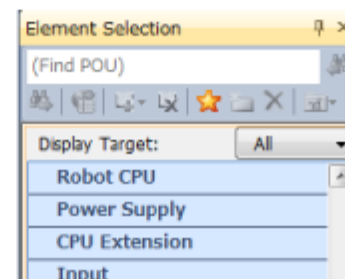 Element Selection
(Find POU)
Display Target: All
Robot CPU
Power Supply
CPU Extension
Input